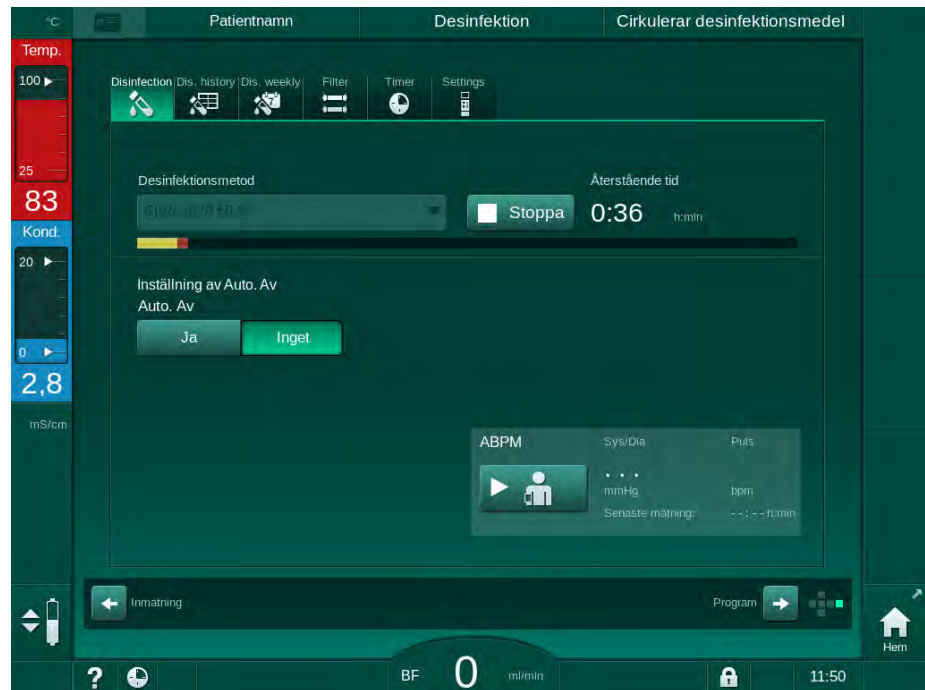 °C Patientnamn Desinfektion Cirkulerar desinfektionsmedel
Temp.
100
25
83
Kond.
20
0
2,8
mS/cm
Disinfection Dis. history Dis. weekly Filter Timer Settings
7
Desinfektionsmetod Återstående tid
Stoppa 0:36 h:min
Inställning av Auto. Av
Auto. Av
Ja Inget
ABPM Sys/Dia Puls
. . .
mmHg bpm
Senaste mätning: --:-- h:min
Inmatning Program
Hem
? BF 0 ml/min 11:50